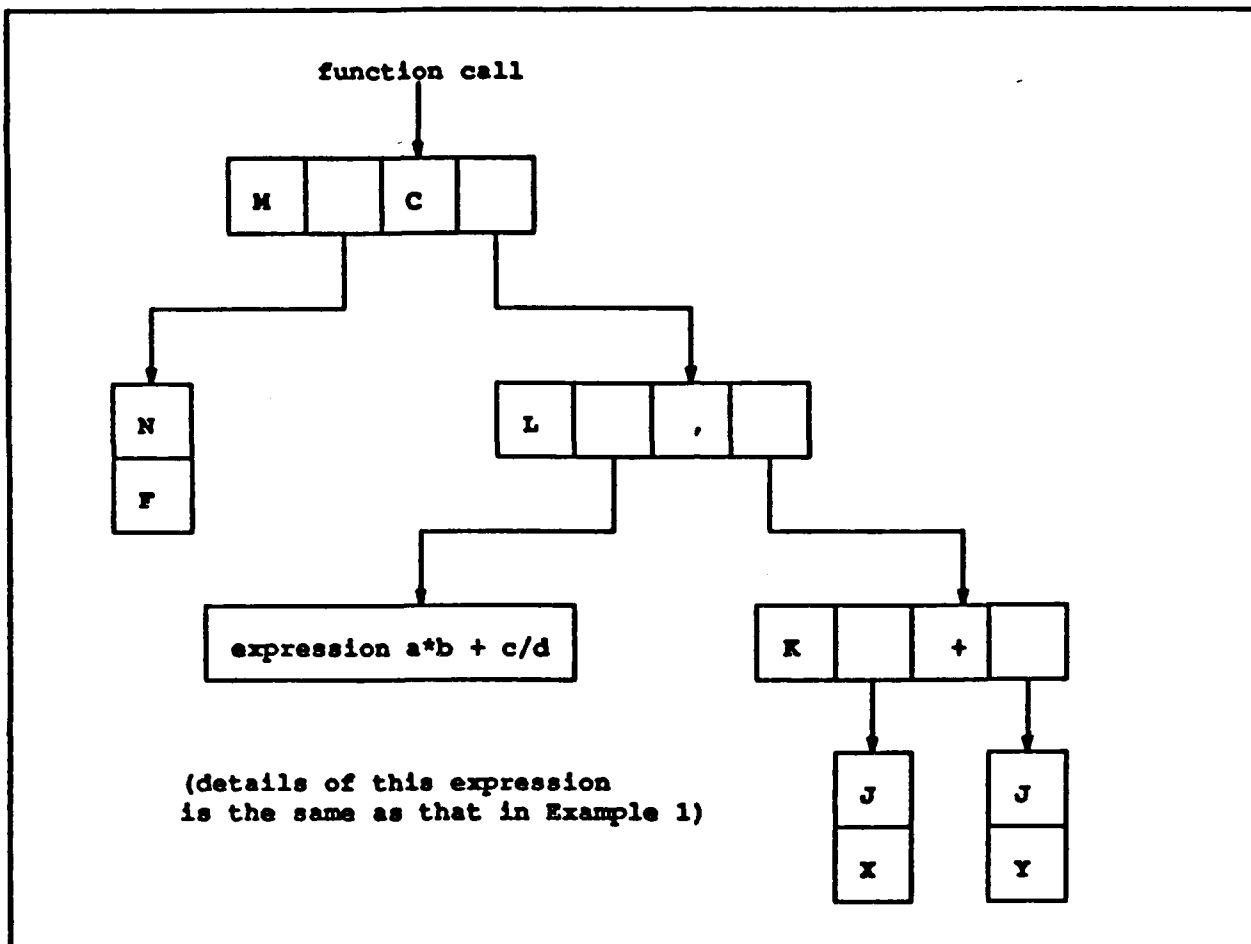 function call
M C
N
F
L ,
expression a*b + c/d
K +
(details of this expression
is the same as that in Example 1)
J J
X Y